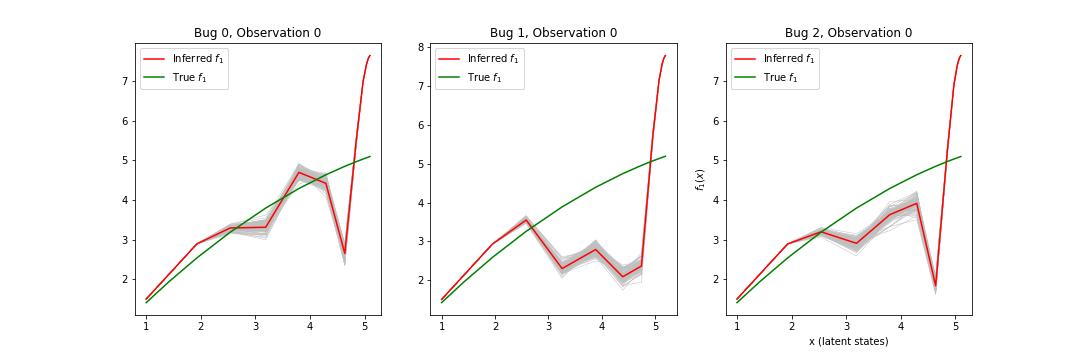 Bug 0, Observation 0
Inferred f₁
True f₁
7
6
5
4
3
2
1 2 3 4 5
Bug 1, Observation 0
Inferred f₁
True f₁
8
7
6
5
4
3
2
1 2 3 4 5
Bug 2, Observation 0
Inferred f₁
True f₁
f₁(x)
7
6
5
4
3
2
1 2 3 4 5
x (latent states)